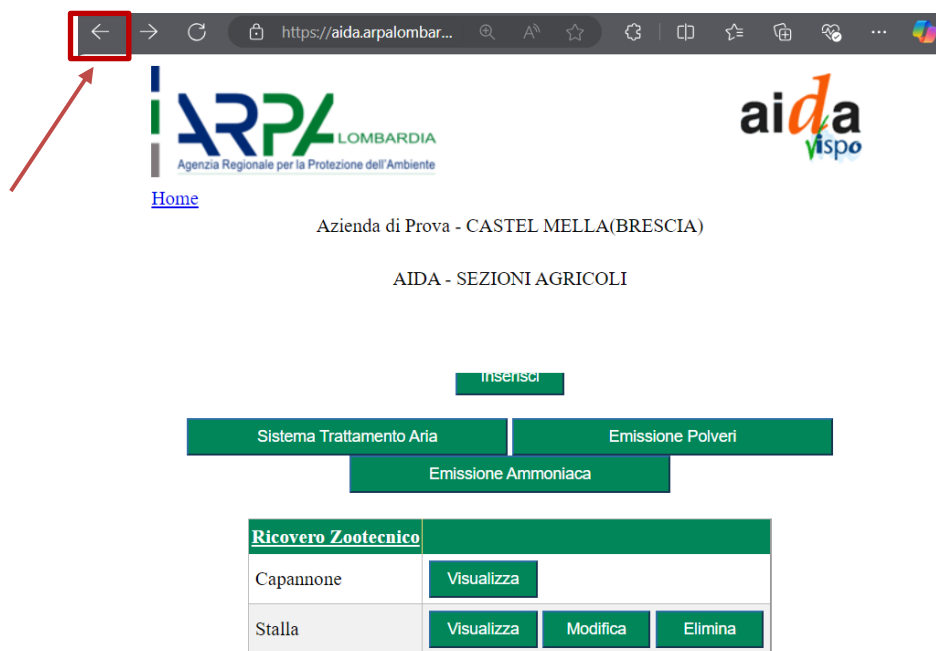 https://aida.arpalombar...
ARPA LOMBARDIA
Agenzia Regionale per la Protezione dell'Ambiente
aida
vispo
Home
Azienda di Prova - CASTEL MELLA(BRESCIA)
AIDA - SEZIONI AGRICOLI
Inserisci
Sistema Trattamento Aria Emissione Polveri
Emissione Ammoniaca
Ricovero Zootecnico
Capannone Visualizza
Stalla Visualizza Modifica Elimina